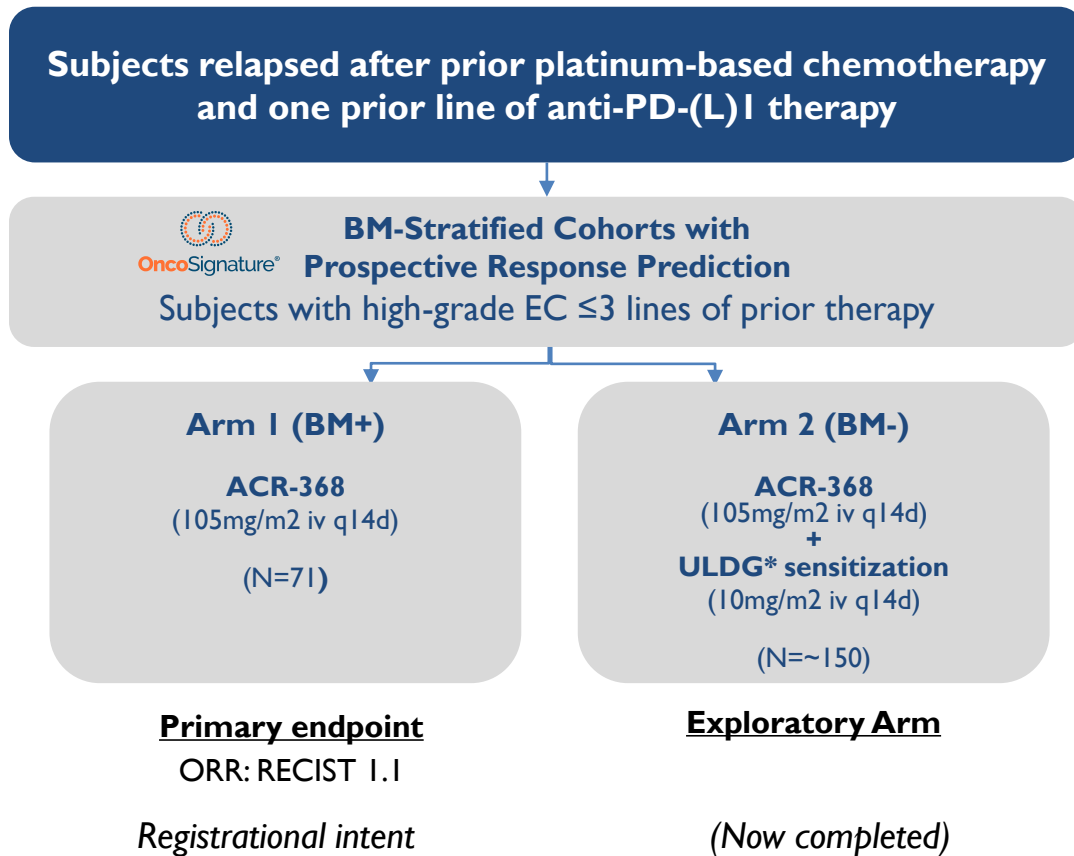 Subjects relapsed after prior platinum-based chemotherapy
and one prior line of anti-PD-(L)1 therapy
OncoSignature®
BM-Stratified Cohorts with
Prospective Response Prediction
Subjects with high-grade EC ≤3 lines of prior therapy
Arm 1 (BM+)
ACR-368
(105mg/m2 iv q14d)
(N=71)
Arm 2 (BM-)
ACR-368
(105mg/m2 iv q14d)
+
ULDG* sensitization
(10mg/m2 iv q14d)
(N=~150)
Primary endpoint
ORR: RECIST 1.1
Registrational intent
Exploratory Arm
(Now completed)